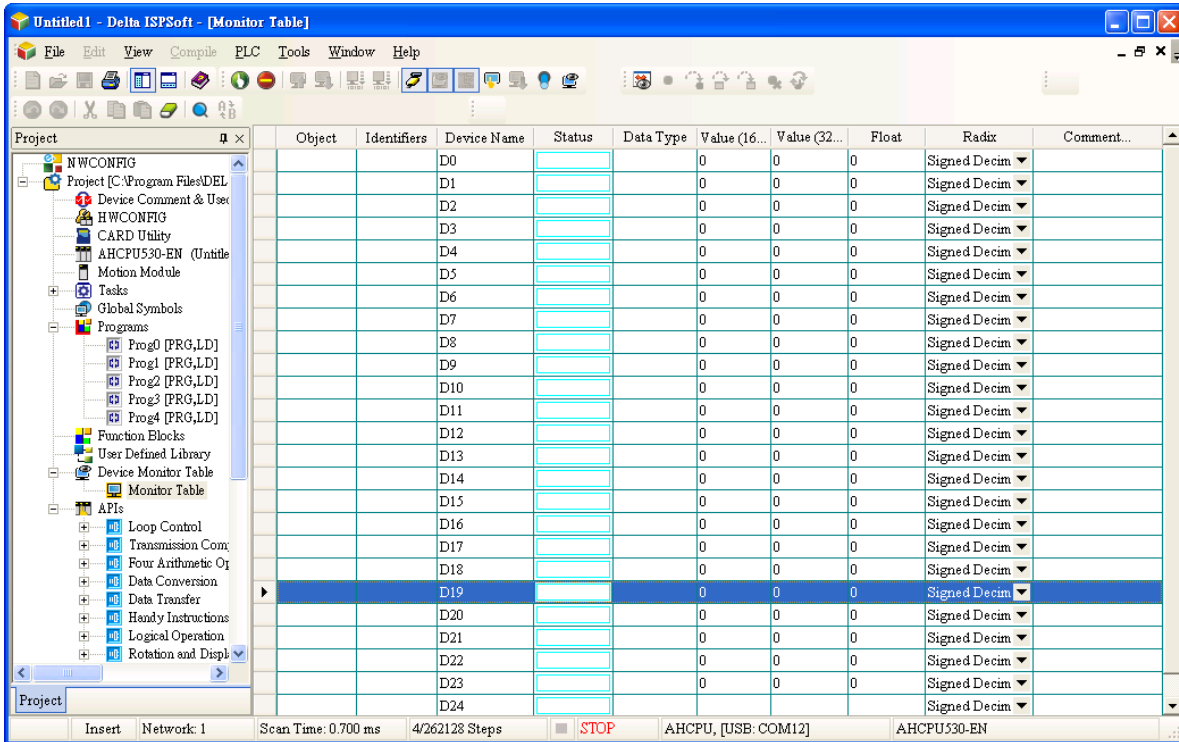 Untitled1 - Delta ISPSoft - [Monitor Table]
File Edit View Compile PLC Tools Window Help
Project
NWCONFIG
Project [C:\Program Files\DEL
Device Comment & Used
HWCONFIG
CARD Utility
AHCPU530-EN (Untitle
Motion Module
Tasks
Global Symbols
Programs
Prog0 [PRG,LD]
Prog1 [PRG,LD]
Prog2 [PRG,LD]
Prog3 [PRG,LD]
Prog4 [PRG,LD]
Function Blocks
User Defined Library
Device Monitor Table
Monitor Table
APIs
Loop Control
Transmission Com
Four Arithmetic Op
Data Conversion
Data Transfer
Handy Instructions
Logical Operation
Rotation and Displ
Project
Object Identifiers Device Name Status Data Type Value (16... Value (32... Float Radix Comment...
D0 0 0 0 Signed Decim
D1 0 0 0 Signed Decim
D2 0 0 0 Signed Decim
D3 0 0 0 Signed Decim
D4 0 0 0 Signed Decim
D5 0 0 0 Signed Decim
D6 0 0 0 Signed Decim
D7 0 0 0 Signed Decim
D8 0 0 0 Signed Decim
D9 0 0 0 Signed Decim
D10 0 0 0 Signed Decim
D11 0 0 0 Signed Decim
D12 0 0 0 Signed Decim
D13 0 0 0 Signed Decim
D14 0 0 0 Signed Decim
D15 0 0 0 Signed Decim
D16 0 0 0 Signed Decim
D17 0 0 0 Signed Decim
D18 0 0 0 Signed Decim
D19 0 0 0 Signed Decim
D20 0 0 0 Signed Decim
D21 0 0 0 Signed Decim
D22 0 0 0 Signed Decim
D23 0 0 0 Signed Decim
D24 Signed Decim
Insert Network: 1 Scan Time: 0.700 ms 4/262128 Steps STOP AHCPU, [USB: COM12] AHCPU530-EN